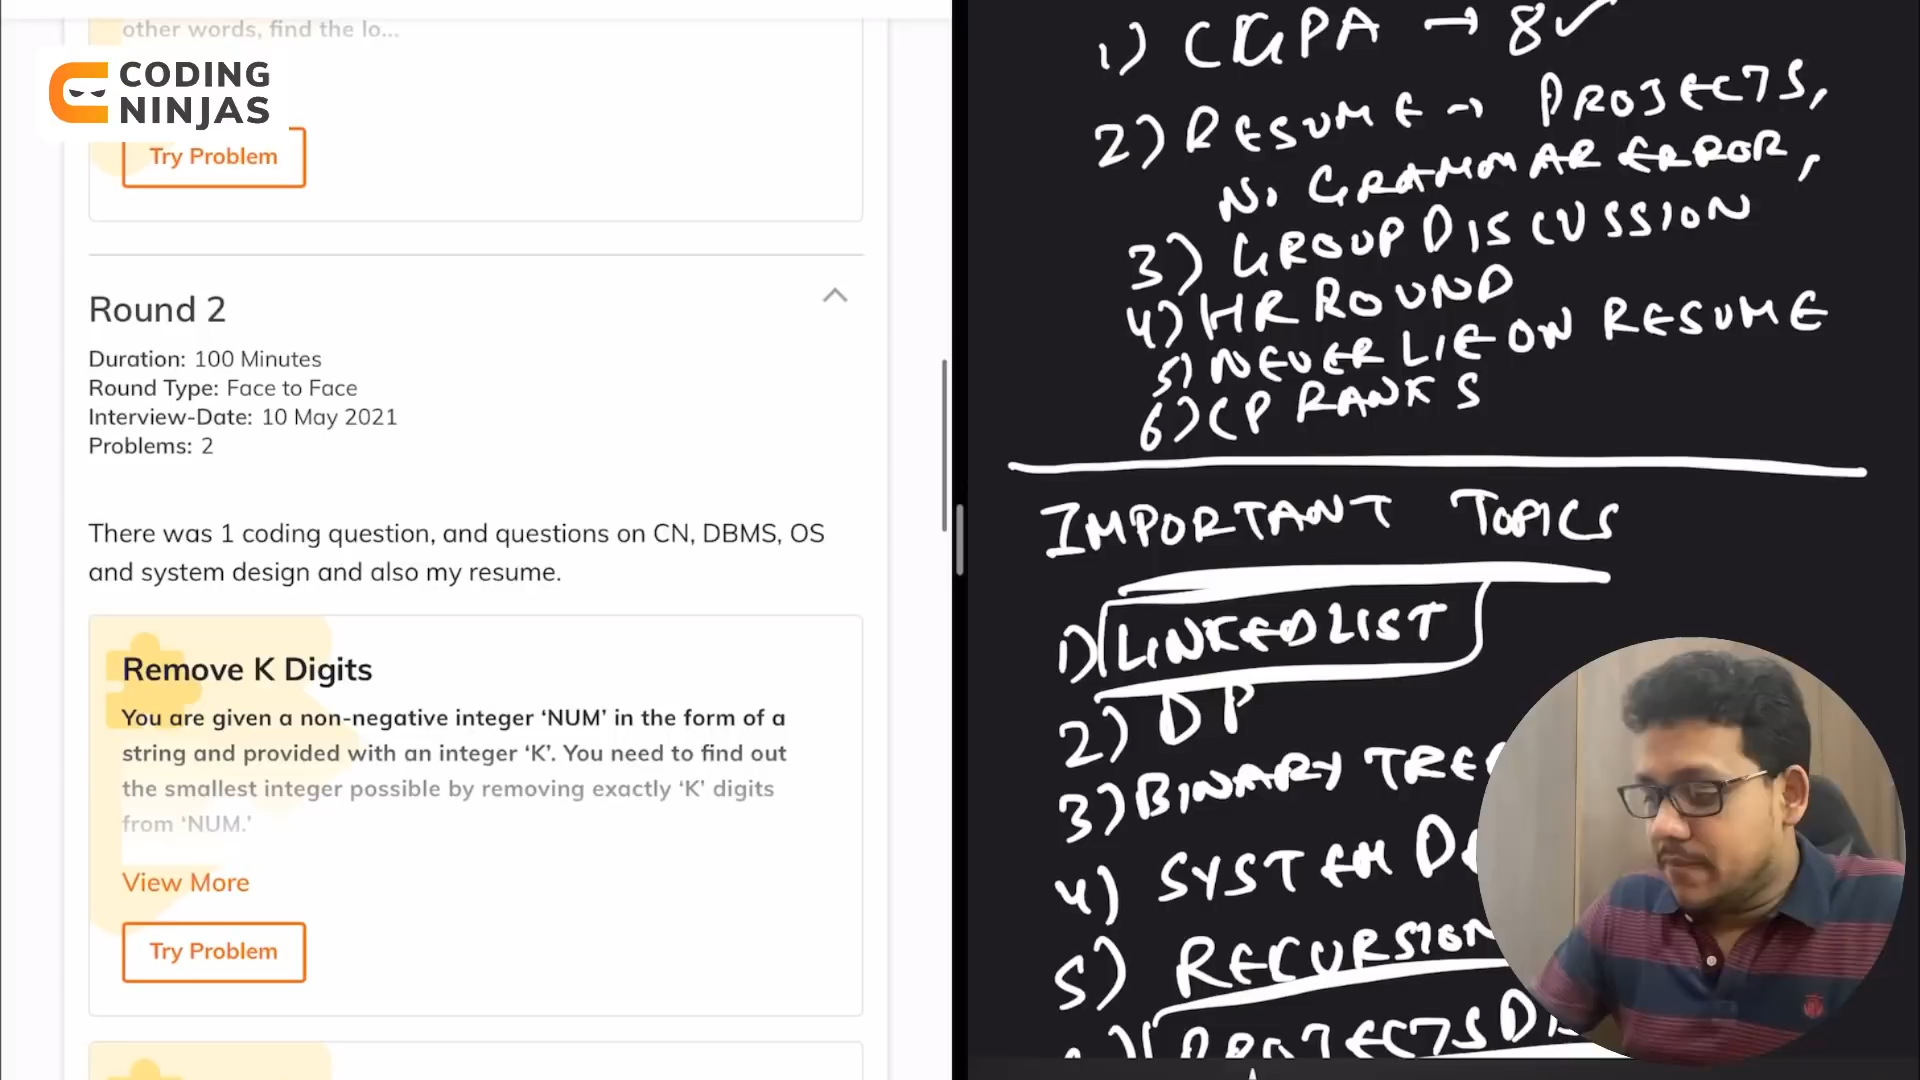 other words, find the lo...
CODING
NINJAS
Try Problem
Round 2
Duration: 100 Minutes
Round Type: Face to Face
Interview-Date: 10 May 2021
Problems: 2
There was 1 coding question, and questions on CN, DBMS, OS
and system design and also my resume.
Remove K Digits
You are given a non-negative integer ‘NUM’ in the form of a
string and provided with an integer ‘K’. You need to find out
the smallest integer possible by removing exactly ‘K’ digits
from ‘NUM.’
View More
Try Problem
1) CGPA → 8✓
2) RESUME → PROJECTS,
NO GRAMMAR ERROR,
3) GROUP DISCUSSION
4) HR ROUND
5) NEVER LIE ON RESUME
6) CP RANKS
IMPORTANT TOPICS
1) LINKEDLIST
2) DP
3) BINARY TREE
4) SYSTEM DE
5) RECURSION
PROJECTS